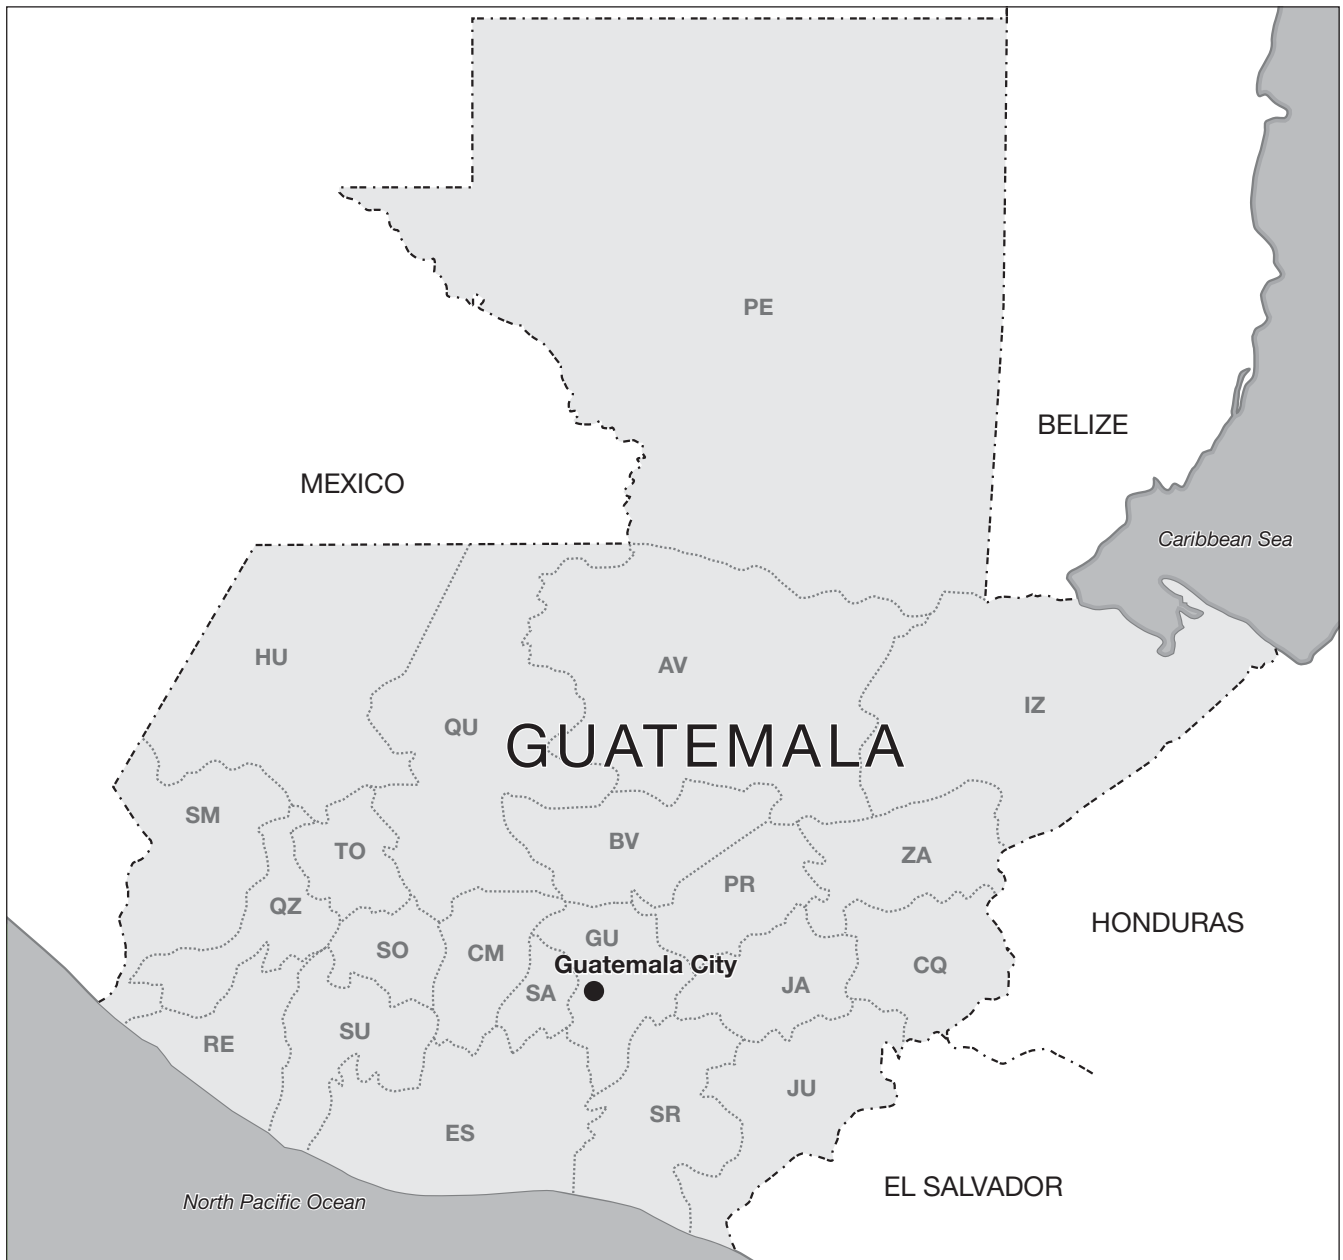 PE
BELIZE
MEXICO
Caribbean Sea
HU
AV
IZ
QU
GUATEMALA
SM
TO
BV
ZA
PR
QZ
HONDURAS
GU
SO
CM
Guatemala City
CQ
SA
JA
SU
RE
JU
SR
ES
EL SALVADOR
North Pacific Ocean